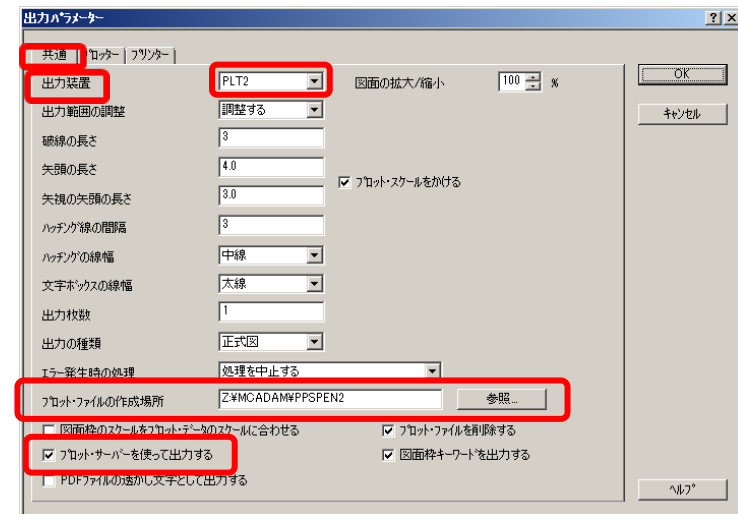 出力パラメーター
共通 プロッター プリンター
出力装置 PLT2 図面の拡大/縮小 100 % OK
出力範囲の調整 調整する キャンセル
破線の長さ 3
矢頭の長さ 4.0
プロット・スケールをかける
矢視の矢頭の長さ 3.0
ハッチング線の間隔 3
ハッチングの線幅 中線
文字ボックスの線幅 太線
出力枚数 1
出力の種類 正式図
エラー発生時の処理 処理を中止する
プロット・ファイルの作成場所 Z:¥MCADAM¥PPSPEN2 参照...
図面枠のスケールをプロット・データのスケールに合わせる プロット・ファイルを削除する
プロット・サーバーを使って出力する 図面枠キーワードを出力する
PDFファイルの透かし文字として出力する
ヘルプ